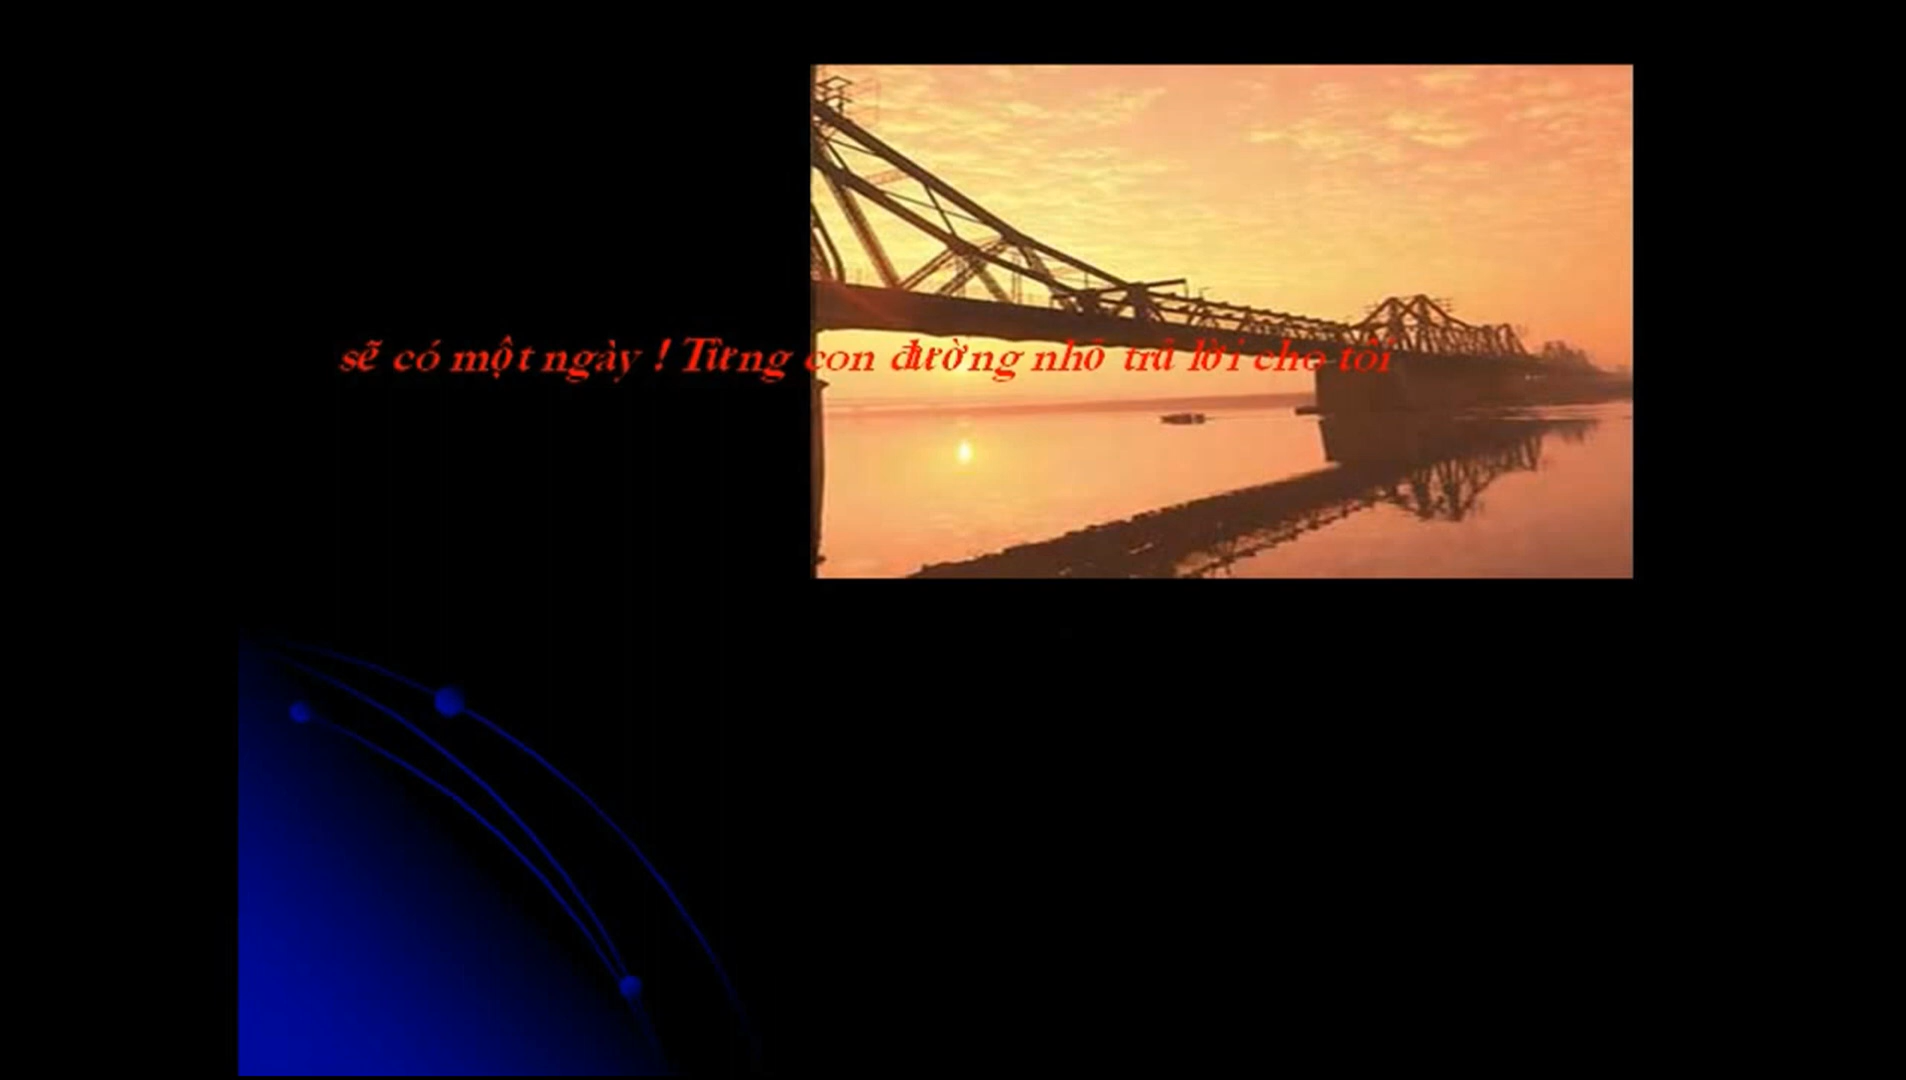 sẽ có một ngày ! Từng con đường nhỏ trả lời cho tôi